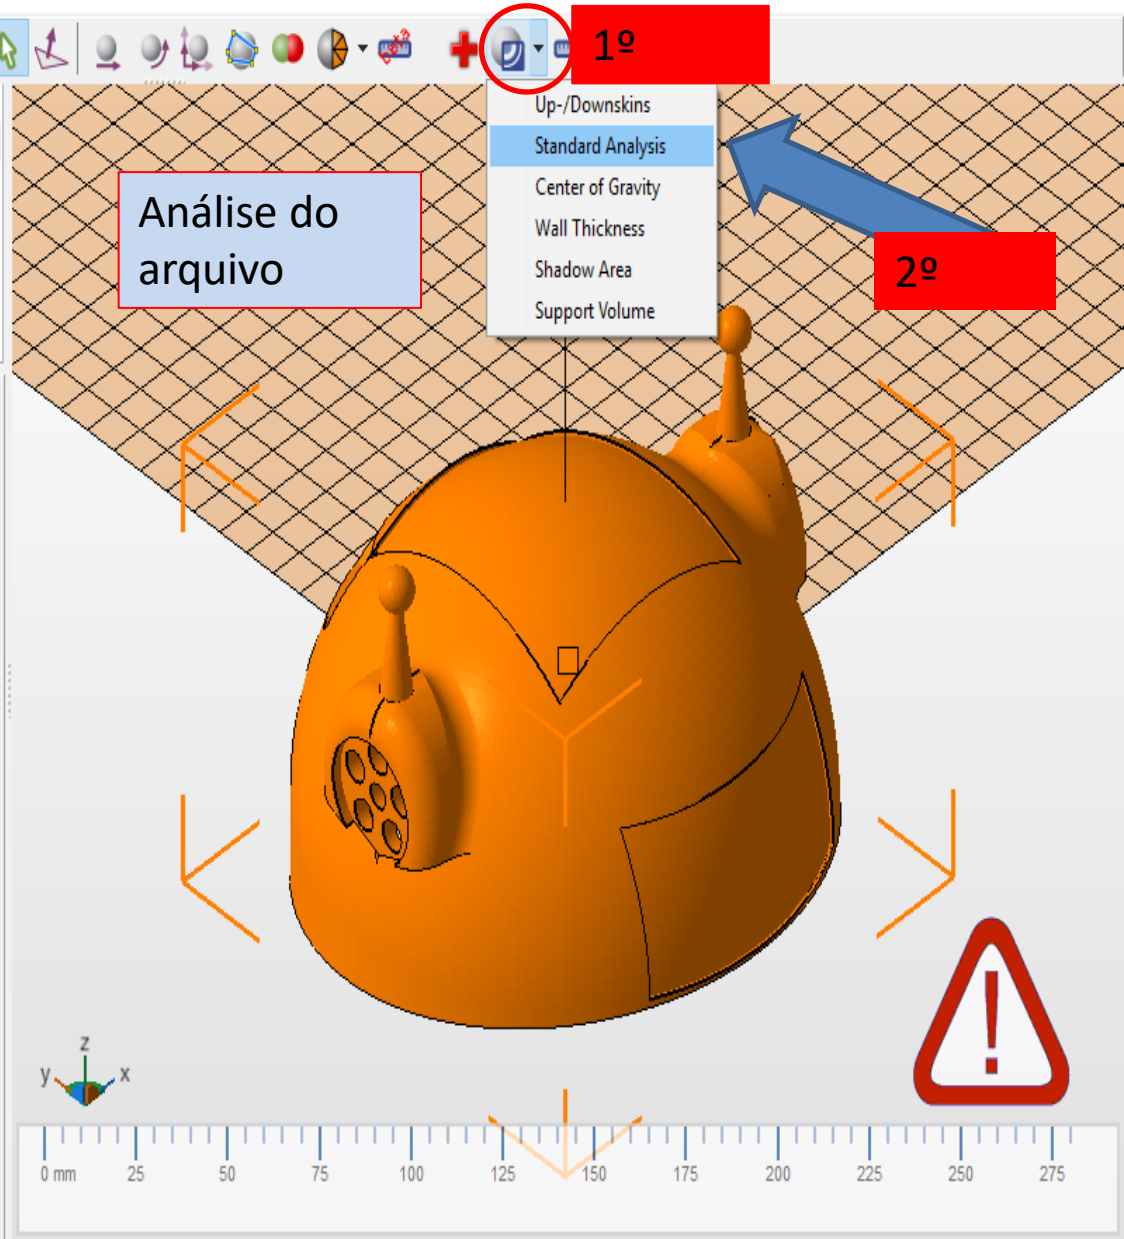 1º
Up-/Downskins
Standard Analysis
Center of Gravity
Wall Thickness
Shadow Area
Support Volume
Análise do
arquivo
2º
z
y
x
0 mm 25 50 75 100 125 150 175 200 225 250 275